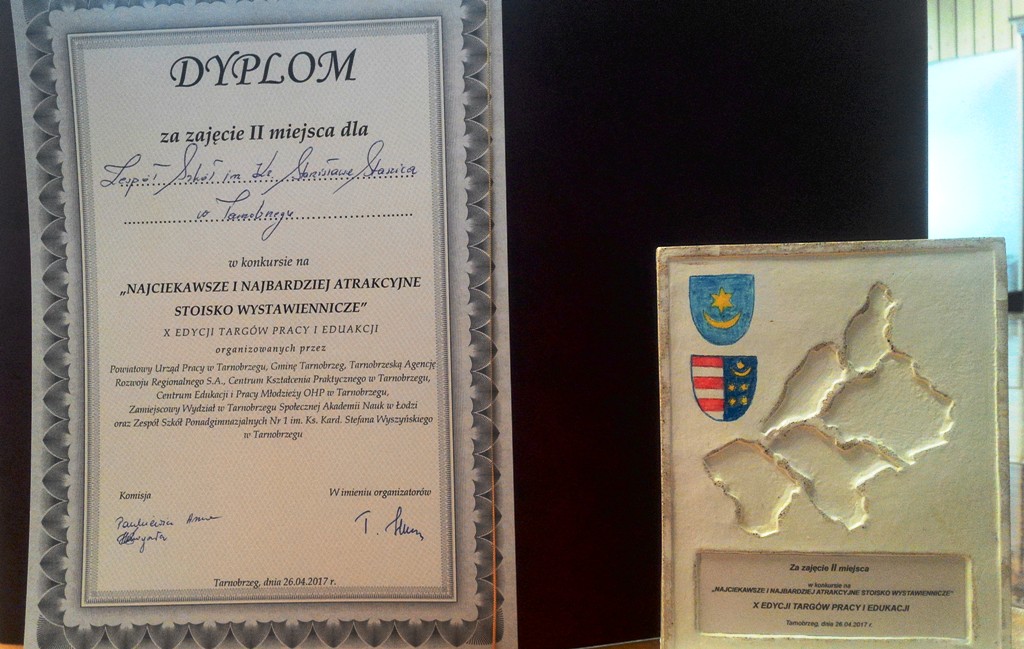 DYPLOM
za zajęcie II miejsca dla
Zespół Szkół im. Ks. Stanisława Staszica
w Tarnobrzegu
w konkursie na
„NAJCIEKAWSZE I NAJBARDZIEJ ATRAKCYJNE
STOISKO WYSTAWIENNICZE”
X EDYCJI TARGÓW PRACY I EDUAKCJI
organizowanych przez
Powiatowy Urząd Pracy w Tarnobrzegu, Gminę Tarnobrzeg, Tarnobrzeską Agencję
Rozwoju Regionalnego S.A., Centrum Kształcenia Praktycznego w Tarnobrzegu,
Centrum Edukacji i Pracy Młodzieży OHP w Tarnobrzegu,
Zamiejscowy Wydział w Tarnobrzegu Społecznej Akademii Nauk w Łodzi
oraz Zespół Szkół Ponadgimnazjalnych Nr 1 im. Ks. Kard. Stefana Wyszyńskiego
w Tarnobrzegu
Komisja
W imieniu organizatorów
Tarnobrzeg, dnia 26.04.2017 r.
Za zajęcie II miejsca
w konkursie na
„NAJCIEKAWSZE I NAJBARDZIEJ ATRAKCYJNE STOISKO WYSTAWIENNICZE”
X EDYCJI TARGÓW PRACY I EDUKACJI
Tarnobrzeg, dnia 26.04.2017 r.